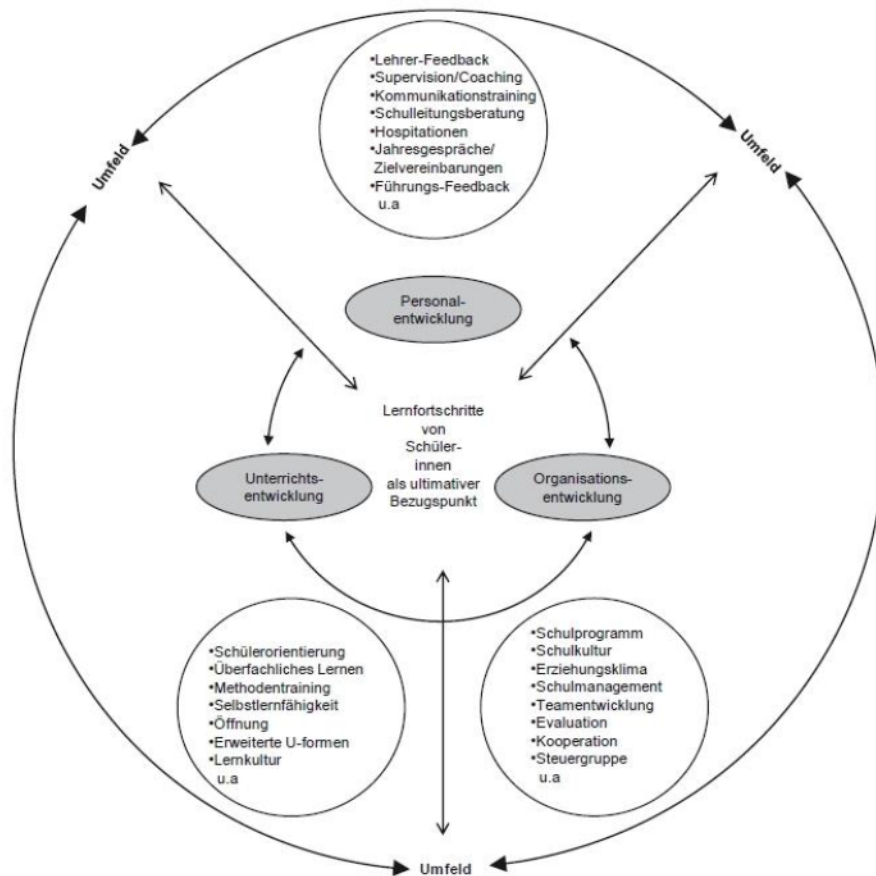 •Lehrer-Feedback
•Supervision/Coaching
•Kommunikationstraining
•Schulleitungsberatung
•Hospitationen
•Jahresgespräche/
Zielvereinbarungen
•Führungs-Feedback
u.a
Umfeld
Umfeld
Personal-
entwicklung
Lernfortschritte
von
Schüler-
innen
als ultimativer
Bezugspunkt
Unterrichts-
entwicklung
Organisations-
entwicklung
•Schülerorientierung
•Überfachliches Lernen
•Methodentraining
•Selbstlernfähigkeit
•Öffnung
•Erweiterte U-formen
•Lernkultur
u.a
•Schulprogramm
•Schulkultur
•Erziehungsklima
•Schulmanagement
•Teamentwicklung
•Evaluation
•Kooperation
•Steuergruppe
u.a
Umfeld